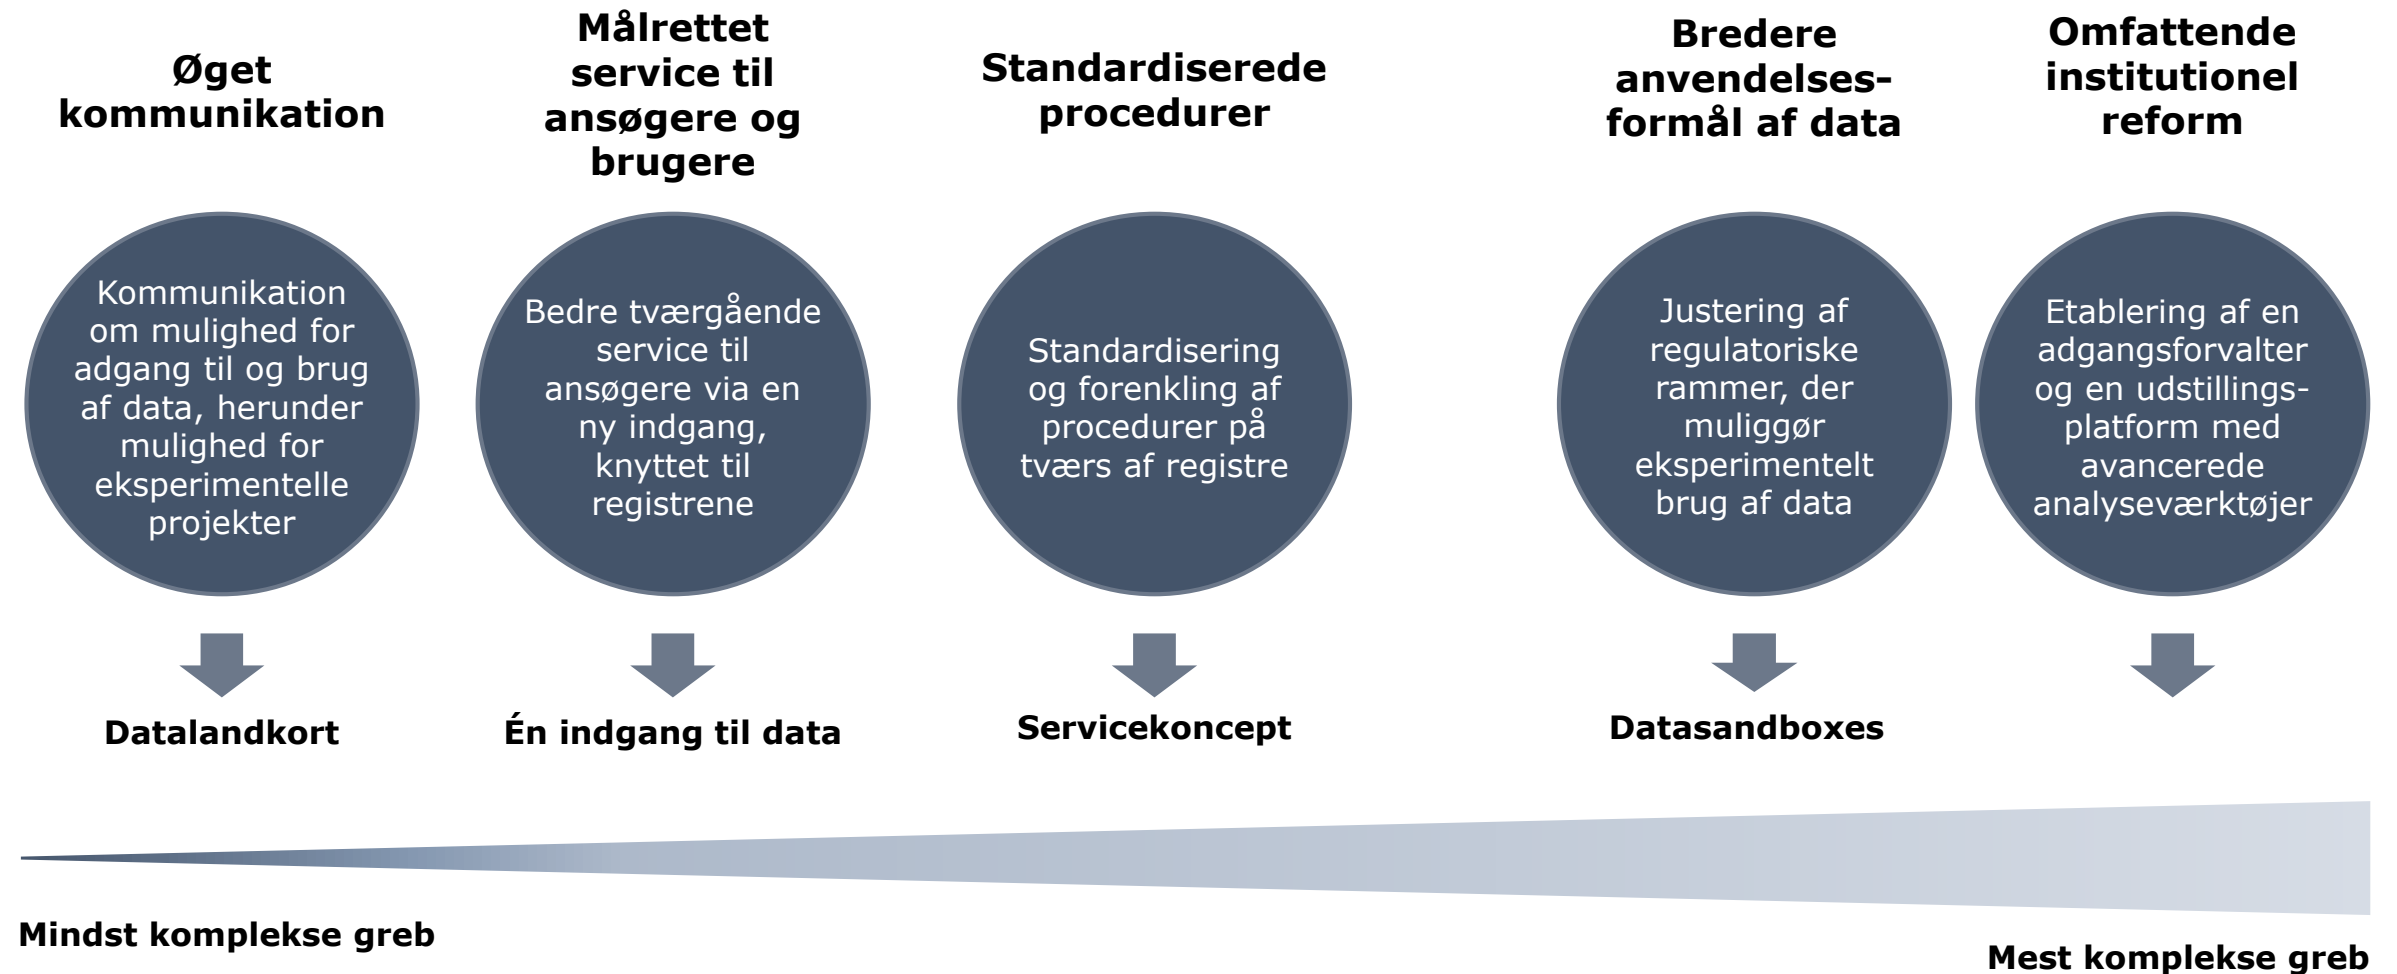 Øget
kommunikation
Målrettet
service til
ansøgere og
brugere
Standardiserede
procedurer
Bredere
anvendelses-
formål af data
Omfattende
institutionel
reform
Kommunikation
om mulighed for
adgang til og brug
af data, herunder
mulighed for
eksperimentelle
projekter
Bedre tværgående
service til
ansøgere via en
ny indgang,
knyttet til
registrene
Standardisering
og forenkling af
procedurer på
tværs af registre
Justering af
regulatoriske
rammer, der
muliggør
eksperimentelt
brug af data
Etablering af en
adgangsforvalter
og en udstillings-
platform med
avancerede
analyseværktøjer
Datalandkort
Én indgang til data
Servicekoncept
Datasandboxes
Mindst komplekse greb
Mest komplekse greb